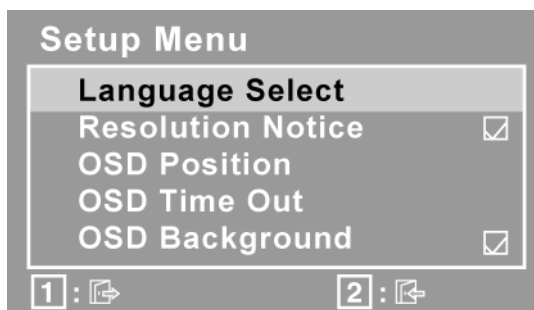 Setup Menu
Language Select
Resolution Notice
OSD Position
OSD Time Out
OSD Background
1 : 2 :